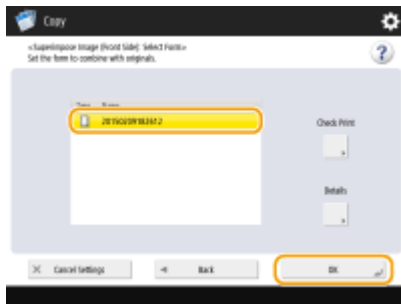 Copy
<Superimpose Image (Front Side): Select Form>
Set the form to combine with originals.
?
Type Name
20150209183612
Check Print
Details
Cancel Settings
Back
OK